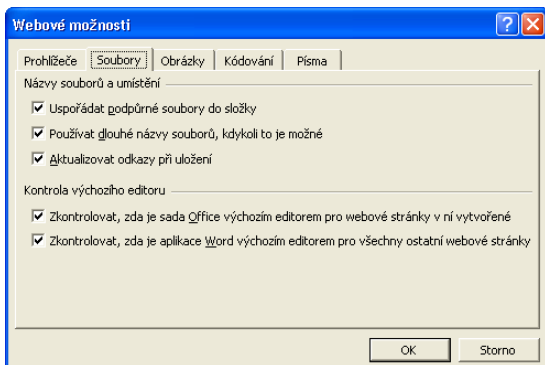 Webové možnosti
Prohlížeče Soubory Obrázky Kódování Písma
Názvy souborů a umístění
Uspořádat podpůrné soubory do složky
Používat dlouhé názvy souborů, kdykoli to je možné
Aktualizovat odkazy při uložení
Kontrola výchozího editoru
Zkontrolovat, zda je sada Office výchozím editorem pro webové stránky v ní vytvořené
Zkontrolovat, zda je aplikace Word výchozím editorem pro všechny ostatní webové stránky
OK Storno